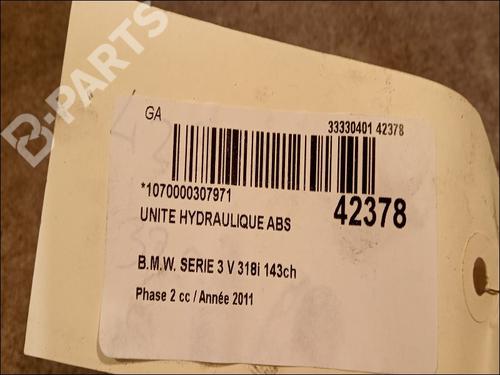 B-PARTS
GA
33330401 42378
*1070000307971
42378
UNITE HYDRAULIQUE ABS
B.M.W. SERIE 3 V 318i 143ch
Phase 2 cc / Année 2011